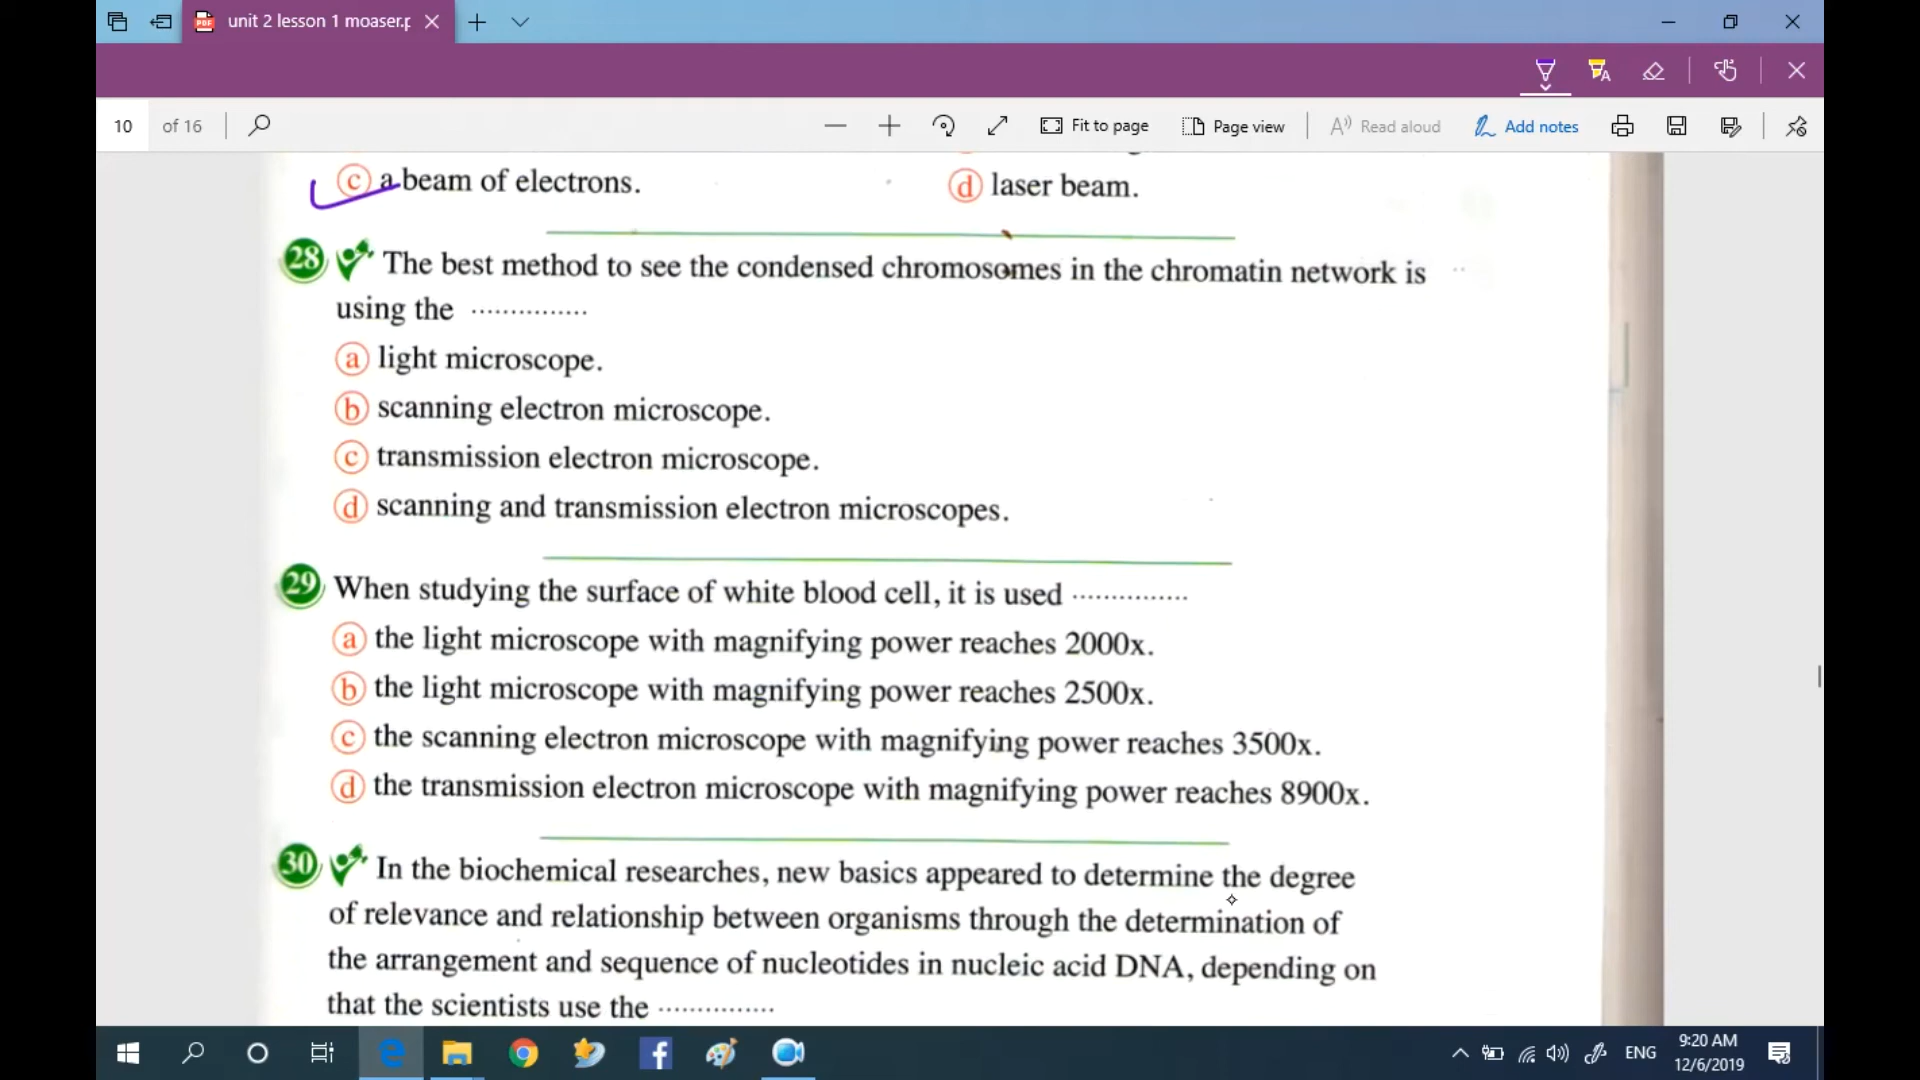 unit 2 lesson 1 moaser.p
10 of 16
Fit to page
Page view
Read aloud
Add notes
c a beam of electrons.
d laser beam.
28 The best method to see the condensed chromosomes in the chromatin network is
using the ...............
a light microscope.
b scanning electron microscope.
c transmission electron microscope.
d scanning and transmission electron microscopes.
29 When studying the surface of white blood cell, it is used ...............
a the light microscope with magnifying power reaches 2000x.
b the light microscope with magnifying power reaches 2500x.
c the scanning electron microscope with magnifying power reaches 3500x.
d the transmission electron microscope with magnifying power reaches 8900x.
30 In the biochemical researches, new basics appeared to determine the degree
of relevance and relationship between organisms through the determination of
the arrangement and sequence of nucleotides in nucleic acid DNA, depending on
that the scientists use the ...............
ENG
9:20 AM
12/6/2019